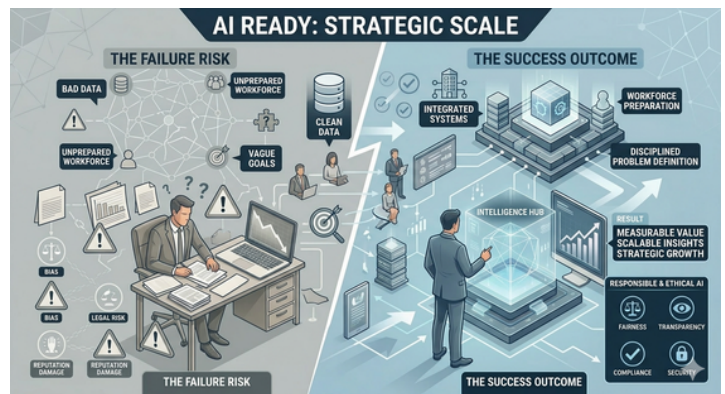 AI READY: STRATEGIC SCALE
THE FAILURE RISK
BAD DATA
UNPREPARED
WORKFORCE
CLEAN
DATA
UNPREPARED
WORKFORCE
VAGUE
GOALS
?
? ? ?
BIAS
BIAS
LEGAL RISK
REPUTATION
DAMAGE
REPUTATION
DAMAGE
THE FAILURE RISK
THE SUCCESS OUTCOME
INTEGRATED
SYSTEMS
WORKFORCE
PREPARATION
DISCIPLINED
PROBLEM DEFINITION
INTELLIGENCE HUB
RESULT
MEASURABLE VALUE
SCALABLE INSIGHTS
STRATEGIC GROWTH
RESPONSIBLE & ETHICAL AI
FAIRNESS
TRANSPARENCY
COMPLIANCE
SECURITY
THE SUCCESS OUTCOME